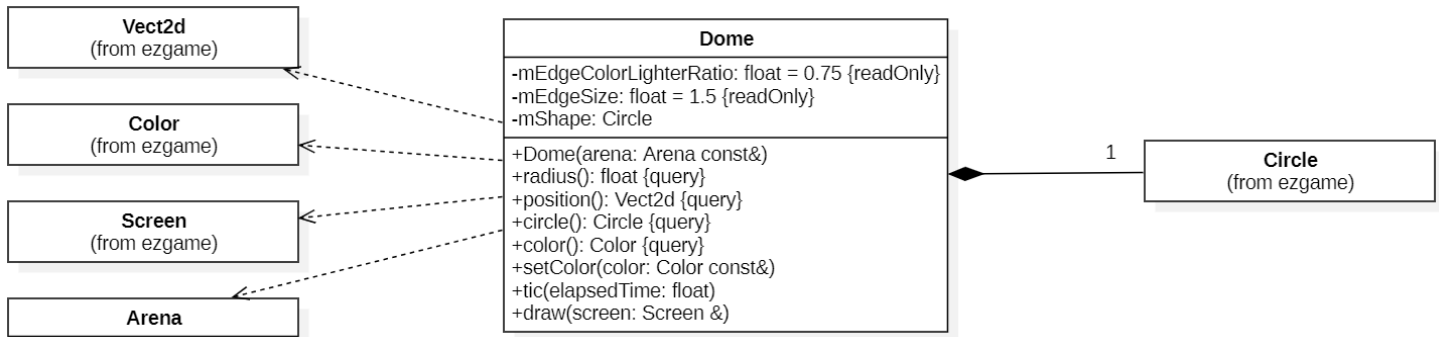 Vect2d
(from ezgame)
Color
(from ezgame)
Screen
(from ezgame)
Arena
Dome
-mEdgeColorLighterRatio: float = 0.75 {readOnly}
-mEdgeSize: float = 1.5 {readOnly}
-mShape: Circle
+Dome(arena: Arena const&)
+radius(): float {query}
+position(): Vect2d {query}
+circle(): Circle {query}
+color(): Color {query}
+setColor(color: Color const&)
+tic(elapsedTime: float)
+draw(screen: Screen &)
1
Circle
(from ezgame)